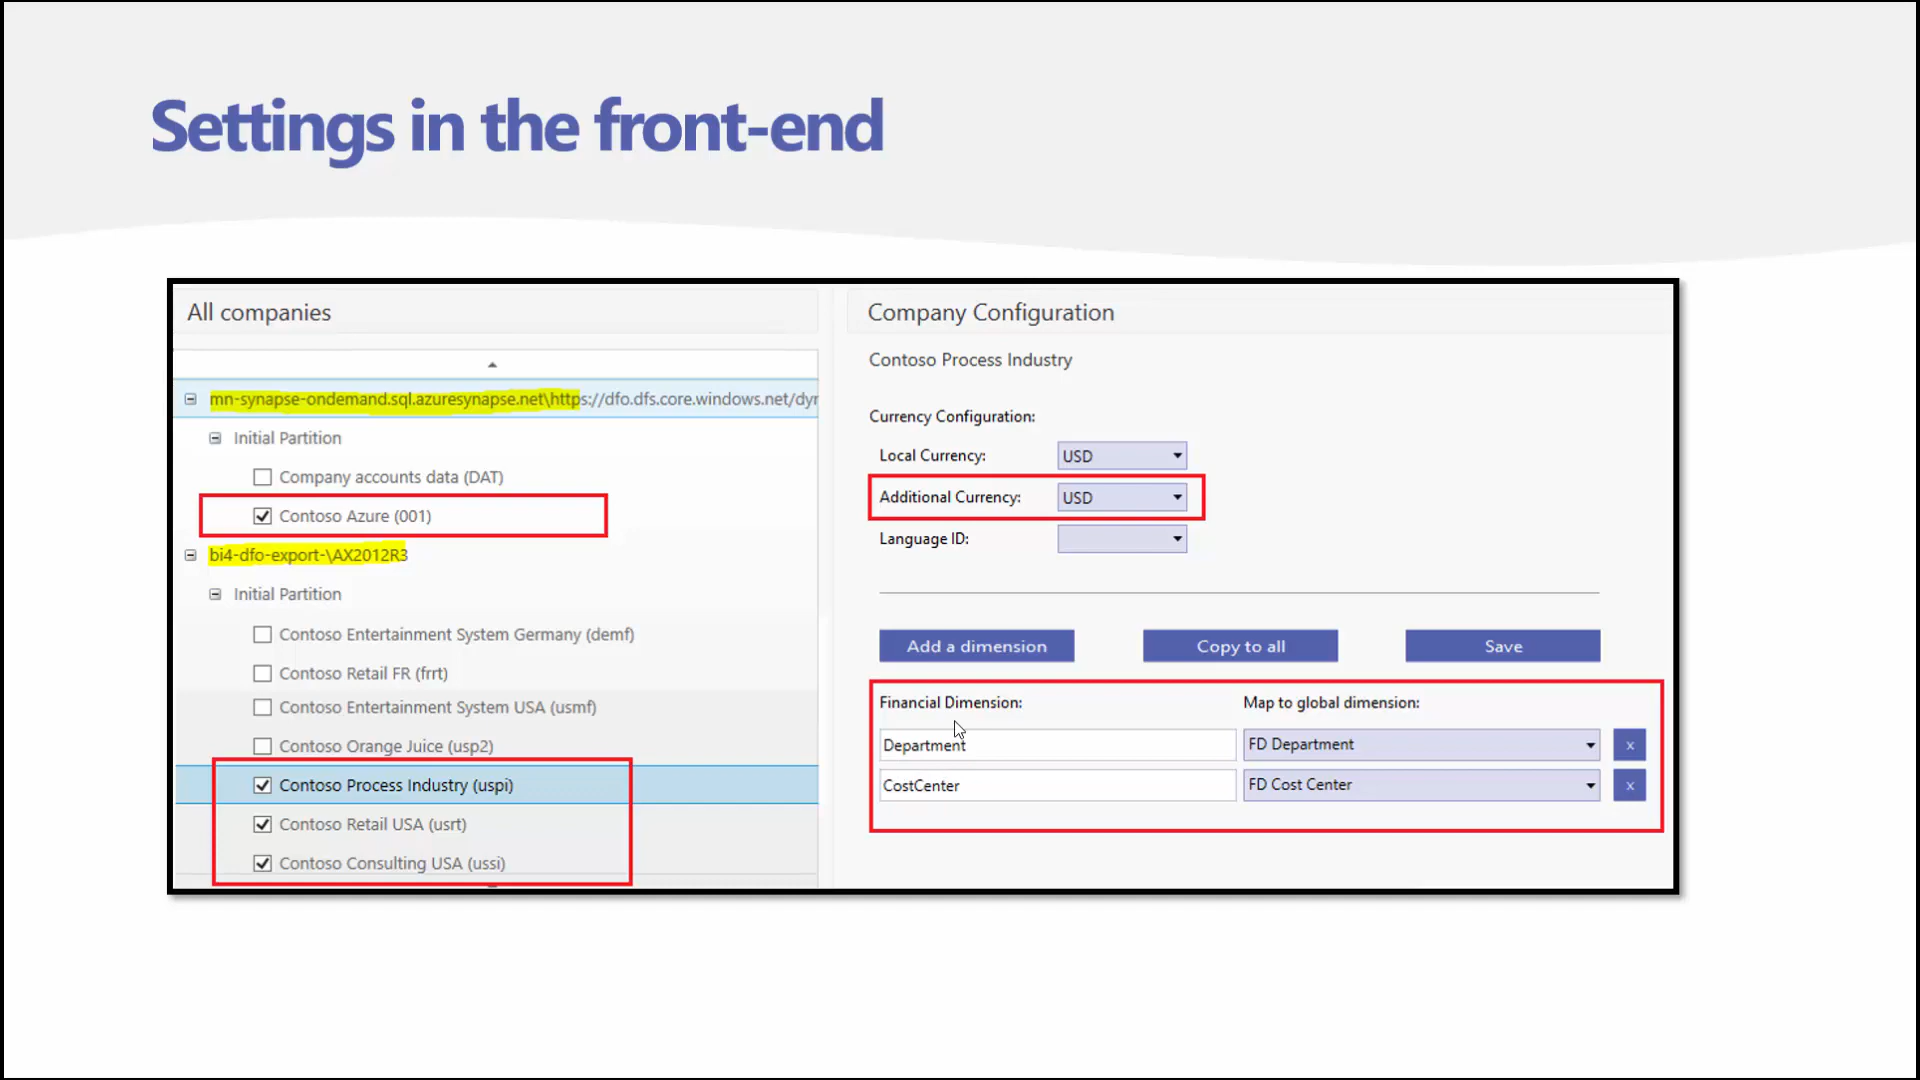 Settings in the front-end
All companies
mn-synapse-ondemand.sql.azuresynapse.net\https://dfo.dfs.core.windows.net/dyr
Initial Partition
Company accounts data (DAT)
Contoso Azure (001)
bi4-dfo-export-\AX2012R3
Initial Partition
Contoso Entertainment System Germany (demf)
Contoso Retail FR (frrt)
Contoso Entertainment System USA (usmf)
Contoso Orange Juice (usp2)
Contoso Process Industry (uspi)
Contoso Retail USA (usrt)
Contoso Consulting USA (ussi)
Company Configuration
Contoso Process Industry
Currency Configuration:
Local Currency: USD
Additional Currency: USD
Language ID:
Add a dimension Copy to all Save
Financial Dimension: Map to global dimension:
Department FD Department x
CostCenter FD Cost Center x